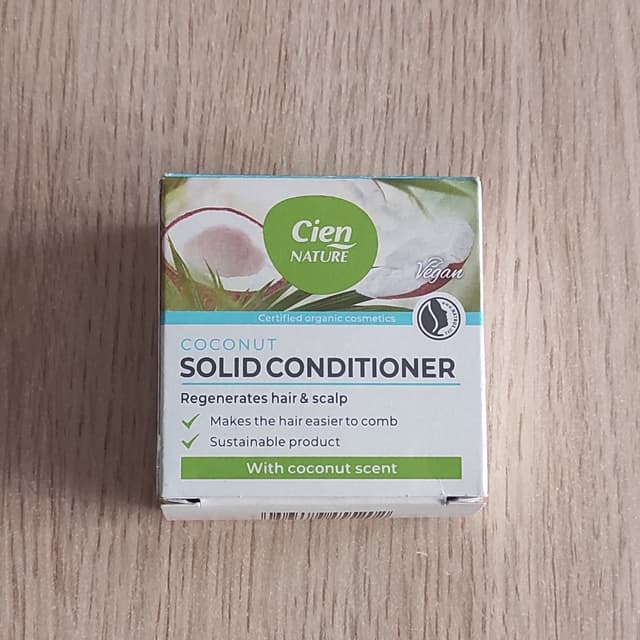 Cien
NATURE
Vegan
Certified organic cosmetics
COCONUT
SOLID CONDITIONER
Regenerates hair & scalp
Makes the hair easier to comb
Sustainable product
With coconut scent